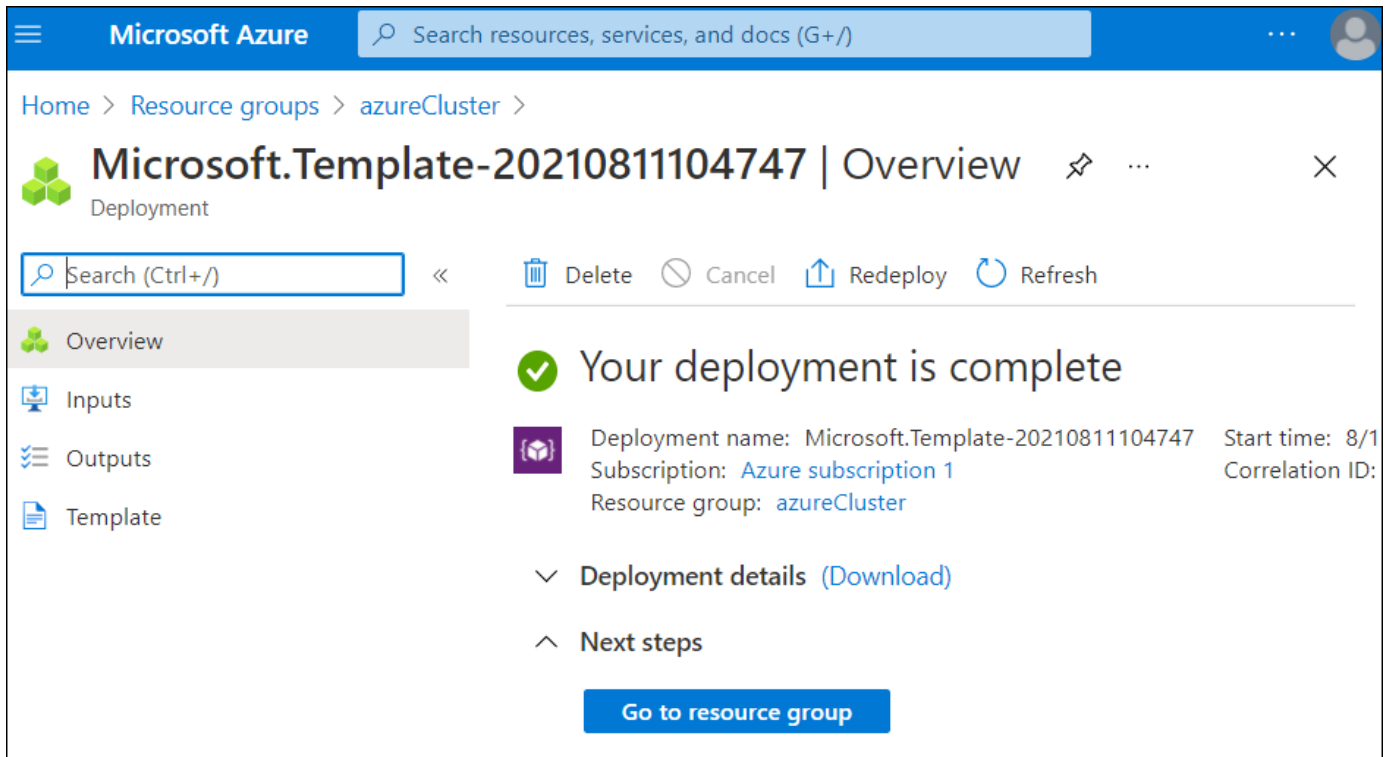 Microsoft Azure
Search resources, services, and docs (G+/)
...
Home > Resource groups > azureCluster >
Microsoft.Template-20210811104747 | Overview
...
Deployment
Search (Ctrl+/)
«
Delete
Cancel
Redeploy
Refresh
Overview
Inputs
Outputs
Template
Your deployment is complete
Deployment name: Microsoft.Template-20210811104747
Subscription: Azure subscription 1
Resource group: azureCluster
Start time: 8/1
Correlation ID:
Deployment details (Download)
Next steps
Go to resource group